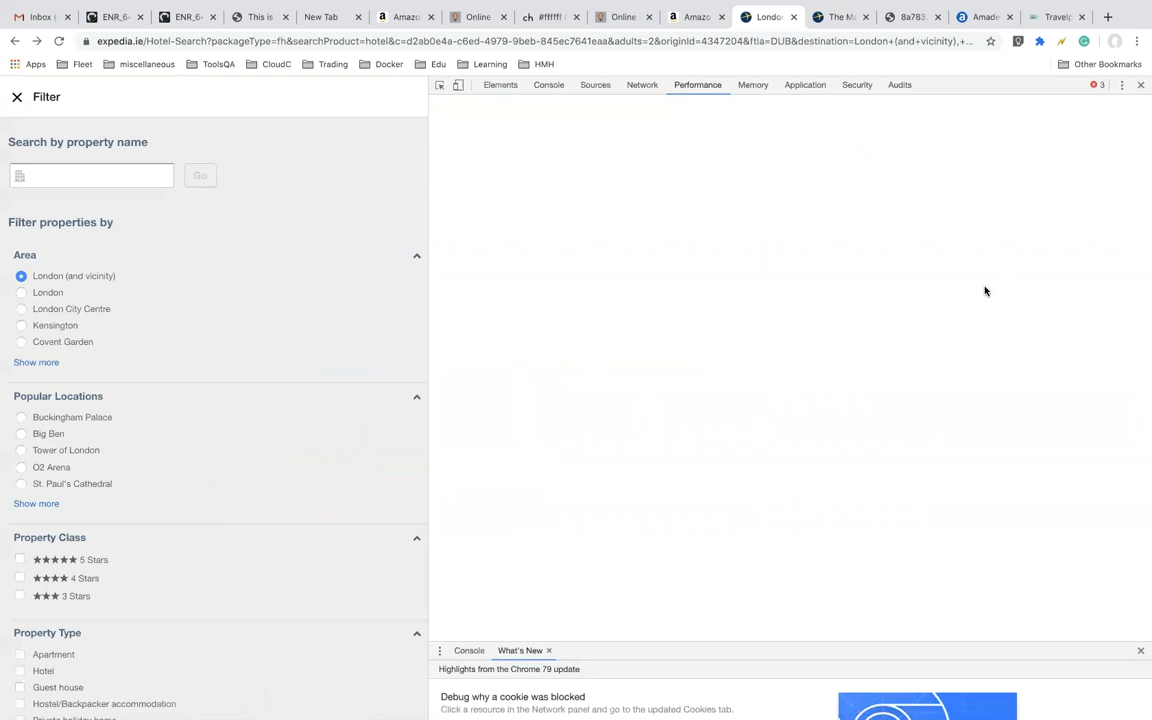 Inbox (
ENR_6
ENR_6
This is
New Tab
Amazo
Online
#ffffff
Online
Amazo
Londo
The M
8a783.
Amade
Travelp
expedia.ie/Hotel-Search?packageType=fh&searchProduct=hotel&c=d2ab0e4a-c6ed-4979-9beb-845ec7641eaa&adults=2&originId=4347204&ftla=DUB&destination=London+(and+vicinity),+...
Apps Fleet miscellaneous ToolsQA CloudC Trading Docker Edu Learning HMH Other Bookmarks
Filter
Elements Console Sources Network Performance Memory Application Security Audits 3
Search by property name
Go
Filter properties by
Area
London (and vicinity)
London
London City Centre
Kensington
Covent Garden
Show more
Popular Locations
Buckingham Palace
Big Ben
Tower of London
O2 Arena
St. Paul's Cathedral
Show more
Property Class
★★★★★ 5 Stars
★★★★ 4 Stars
★★★ 3 Stars
Property Type
Apartment
Hotel
Guest house
Hostel/Backpacker accommodation
Private holiday home
Console What's New
Highlights from the Chrome 79 update
Debug why a cookie was blocked
Click a resource in the Network panel and go to the updated Cookies tab.